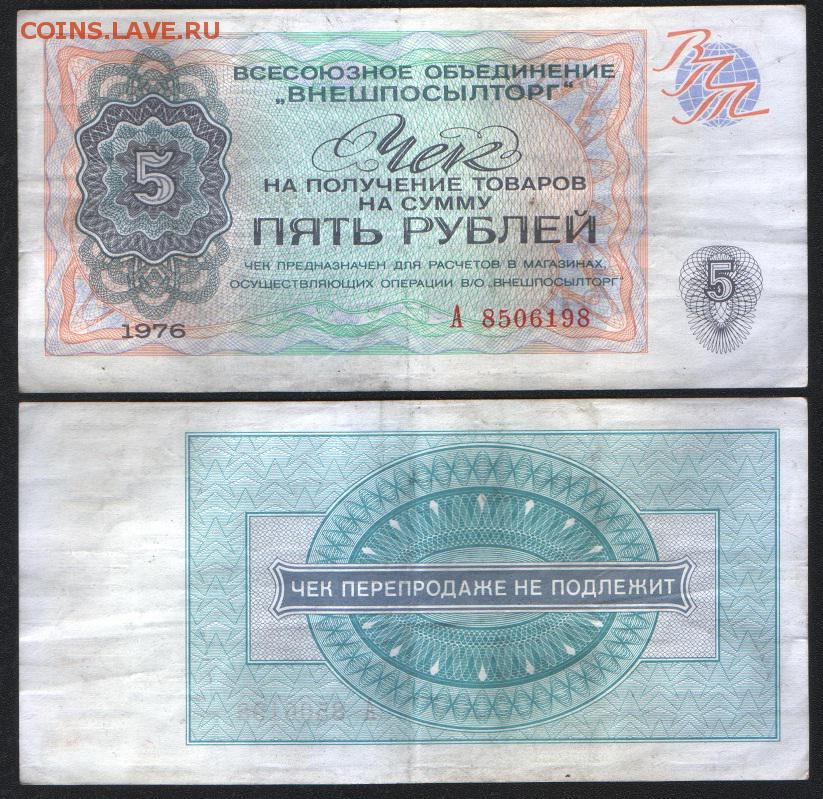 COINS.LAVE.RU
ВПТ
ВСЕСОЮЗНОЕ ОБЪЕДИНЕНИЕ
„ВНЕШПОСЫЛТОРГ“
Чек
НА ПОЛУЧЕНИЕ ТОВАРОВ
НА СУММУ
ПЯТЬ РУБЛЕЙ
5
ЧЕК ПРЕДНАЗНАЧЕН ДЛЯ РАСЧЕТОВ В МАГАЗИНАХ,
ОСУЩЕСТВЛЯЮЩИХ ОПЕРАЦИИ В/О „ВНЕШПОСЫЛТОРГ“
5
1976
А 8506198
ЧЕК ПЕРЕПРОДАЖЕ НЕ ПОДЛЕЖИТ